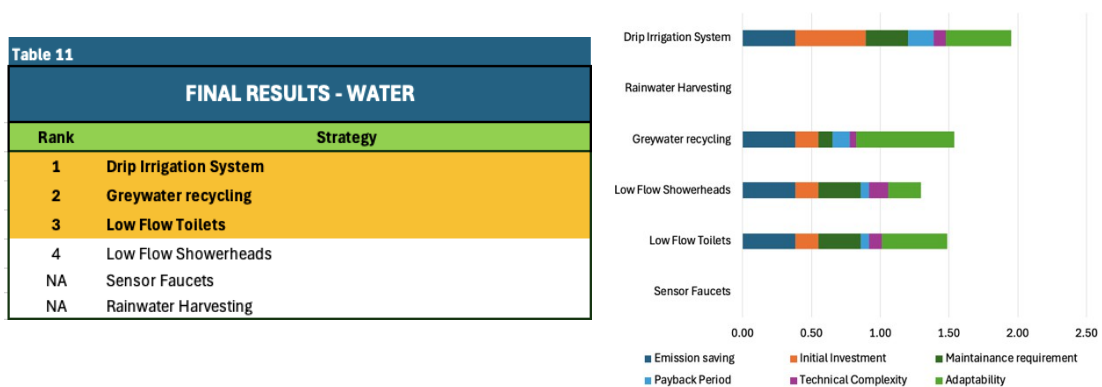 Table 11
FINAL RESULTS - WATER
Rank Strategy
1 Drip Irrigation System
2 Greywater recycling
3 Low Flow Toilets
4 Low Flow Showerheads
NA Sensor Faucets
NA Rainwater Harvesting
Drip Irrigation System
Rainwater Harvesting
Greywater recycling
Low Flow Showerheads
Low Flow Toilets
Sensor Faucets
0.00 0.50 1.00 1.50 2.00 2.50
Emission saving Initial Investment Maintainance requirement
Payback Period Technical Complexity Adaptability